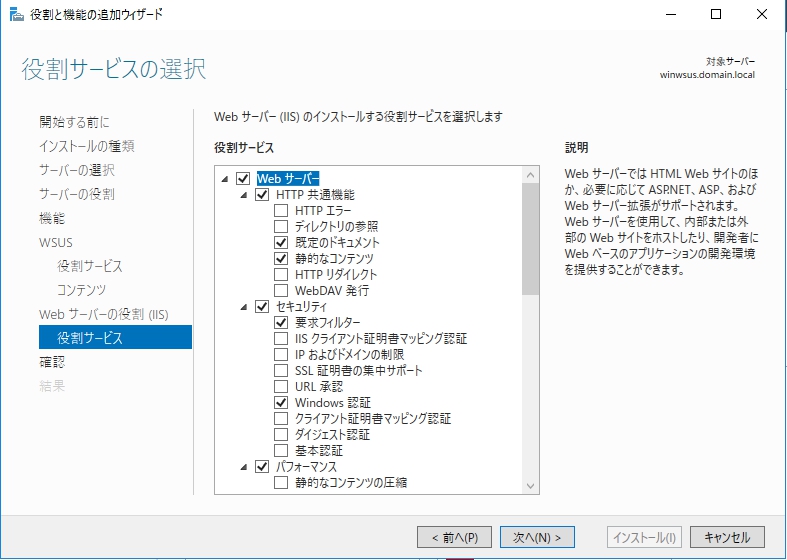 役割と機能の追加ウィザード
役割サービスの選択
対象サーバー
winwsus.domain.local
開始する前に
インストールの種類
サーバーの選択
サーバーの役割
機能
WSUS
役割サービス
コンテンツ
Web サーバーの役割 (IIS)
役割サービス
確認
結果
Web サーバー (IIS) のインストールする役割サービスを選択します
役割サービス
Web サーバー
HTTP 共通機能
HTTP エラー
ディレクトリの参照
既定のドキュメント
静的なコンテンツ
HTTP リダイレクト
WebDAV 発行
セキュリティ
要求フィルター
IIS クライアント証明書マッピング認証
IP およびドメインの制限
SSL 証明書の集中サポート
URL 承認
Windows 認証
クライアント証明書マッピング認証
ダイジェスト認証
基本認証
パフォーマンス
静的なコンテンツの圧縮
説明
Web サーバーでは HTML Web サイトのほ
か、必要に応じて ASP.NET、ASP、および
Web サーバー拡張がサポートされます。
Web サーバーを使用して、内部または外
部の Web サイトをホストしたり、開発者に
Web ベースのアプリケーションの開発環境
を提供することができます。
< 前へ(P)
次へ(N) >
インストール(I)
キャンセル